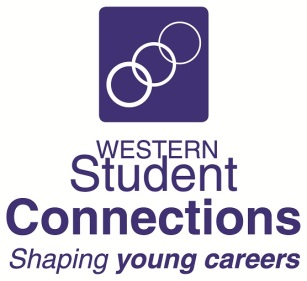 WESTERN
Student
Connections
Shaping young careers